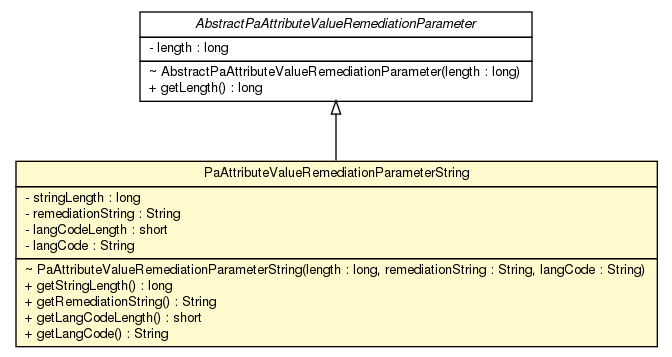 AbstractPaAttributeValueRemediationParameter
- length : long
~ AbstractPaAttributeValueRemediationParameter(length : long)
+ getLength() : long
PaAttributeValueRemediationParameterString
- stringLength : long
- remediationString : String
- langCodeLength : short
- langCode : String
~ PaAttributeValueRemediationParameterString(length : long, remediationString : String, langCode : String)
+ getStringLength() : long
+ getRemediationString() : String
+ getLangCodeLength() : short
+ getLangCode() : String